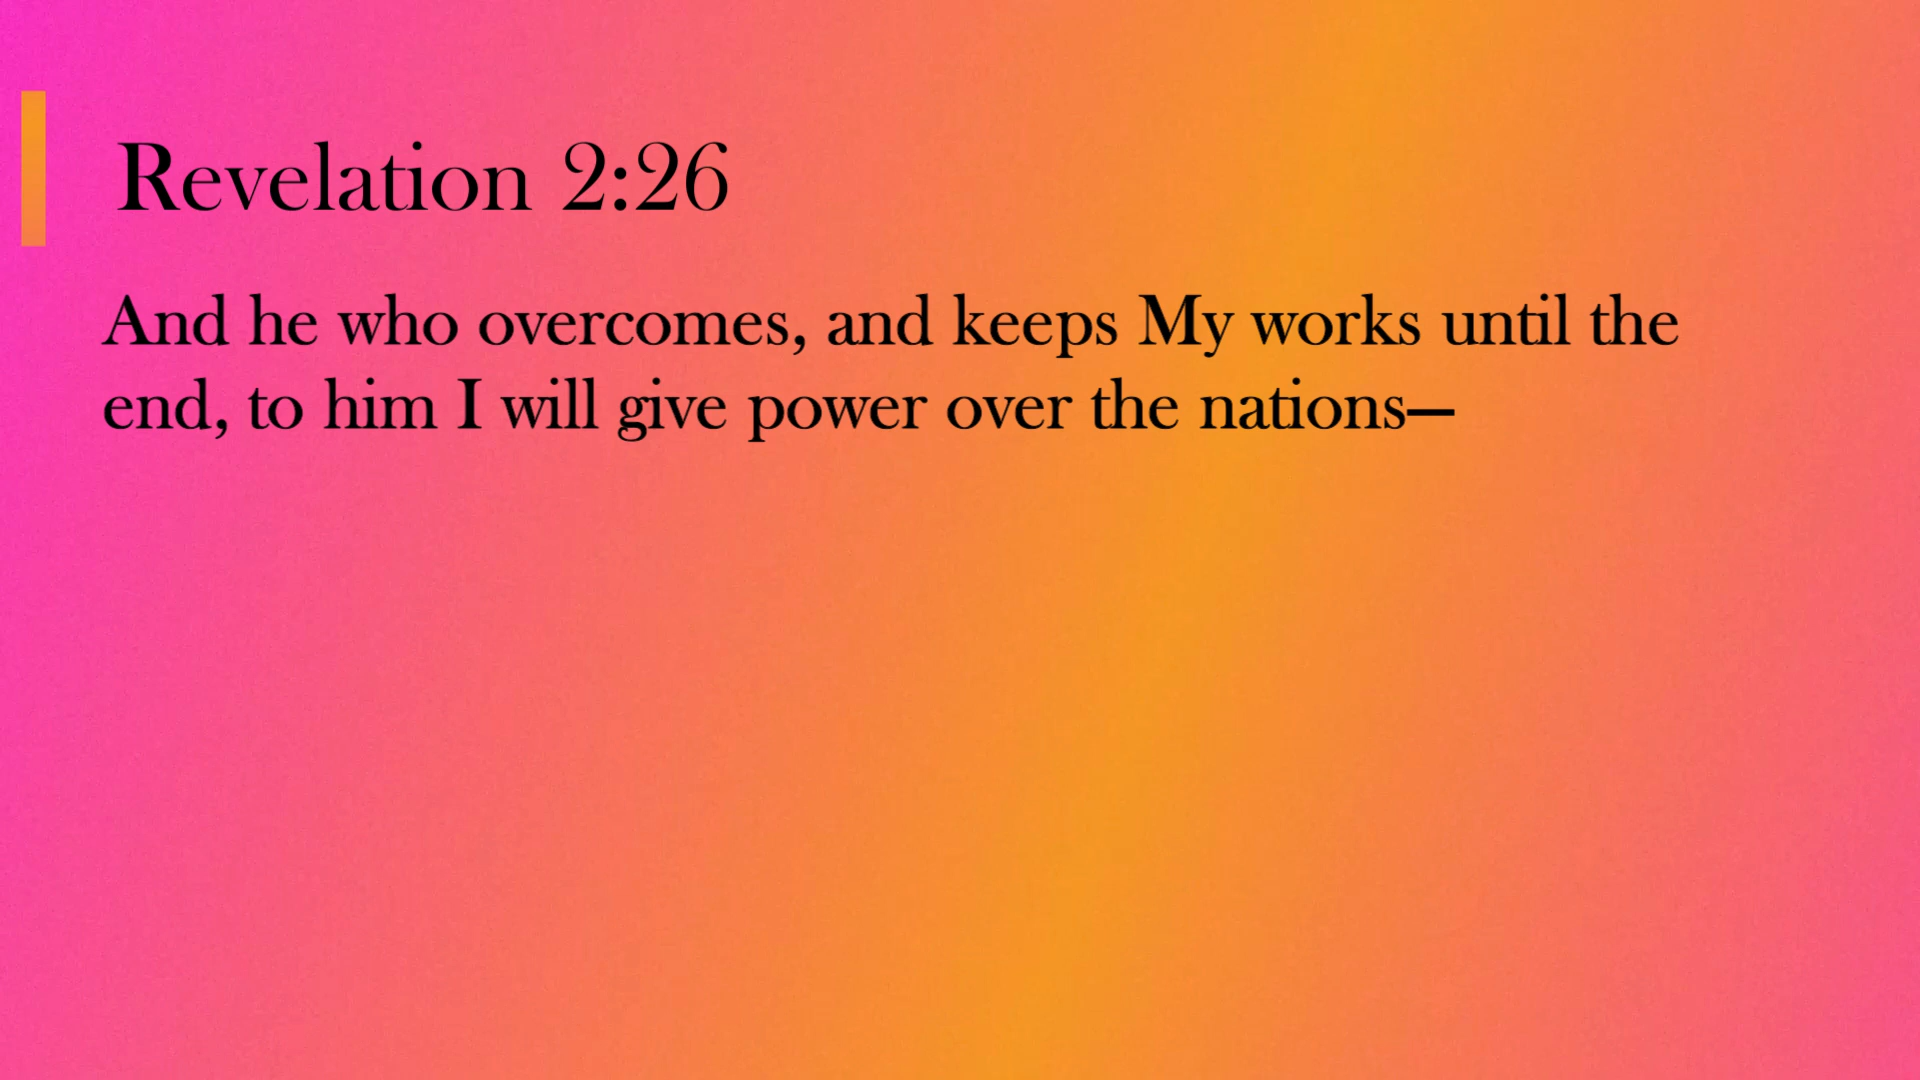 Revelation 2:26
And he who overcomes, and keeps My works until the
end, to him I will give power over the nations—